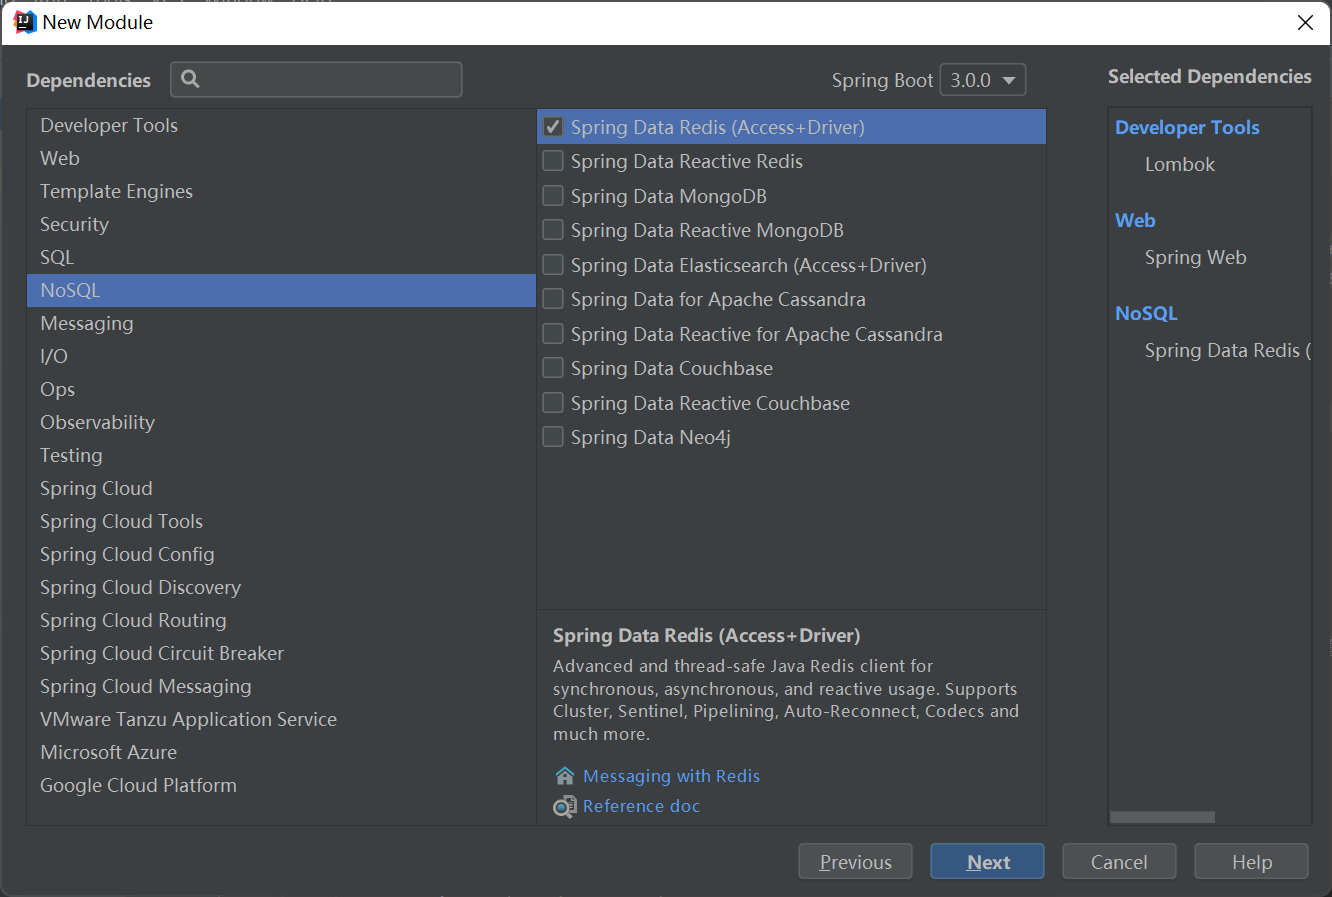 New Module
Dependencies
Spring Boot 3.0.0
Selected Dependencies
Developer Tools
Web
Template Engines
Security
SQL
NoSQL
Messaging
I/O
Ops
Observability
Testing
Spring Cloud
Spring Cloud Tools
Spring Cloud Config
Spring Cloud Discovery
Spring Cloud Routing
Spring Cloud Circuit Breaker
Spring Cloud Messaging
VMware Tanzu Application Service
Microsoft Azure
Google Cloud Platform
Spring Data Redis (Access+Driver)
Spring Data Reactive Redis
Spring Data MongoDB
Spring Data Reactive MongoDB
Spring Data Elasticsearch (Access+Driver)
Spring Data for Apache Cassandra
Spring Data Reactive for Apache Cassandra
Spring Data Couchbase
Spring Data Reactive Couchbase
Spring Data Neo4j
Spring Data Redis (Access+Driver)
Advanced and thread-safe Java Redis client for
synchronous, asynchronous, and reactive usage. Supports
Cluster, Sentinel, Pipelining, Auto-Reconnect, Codecs and
much more.
Messaging with Redis
Reference doc
Developer Tools
Lombok
Web
Spring Web
NoSQL
Spring Data Redis (
Previous
Next
Cancel
Help